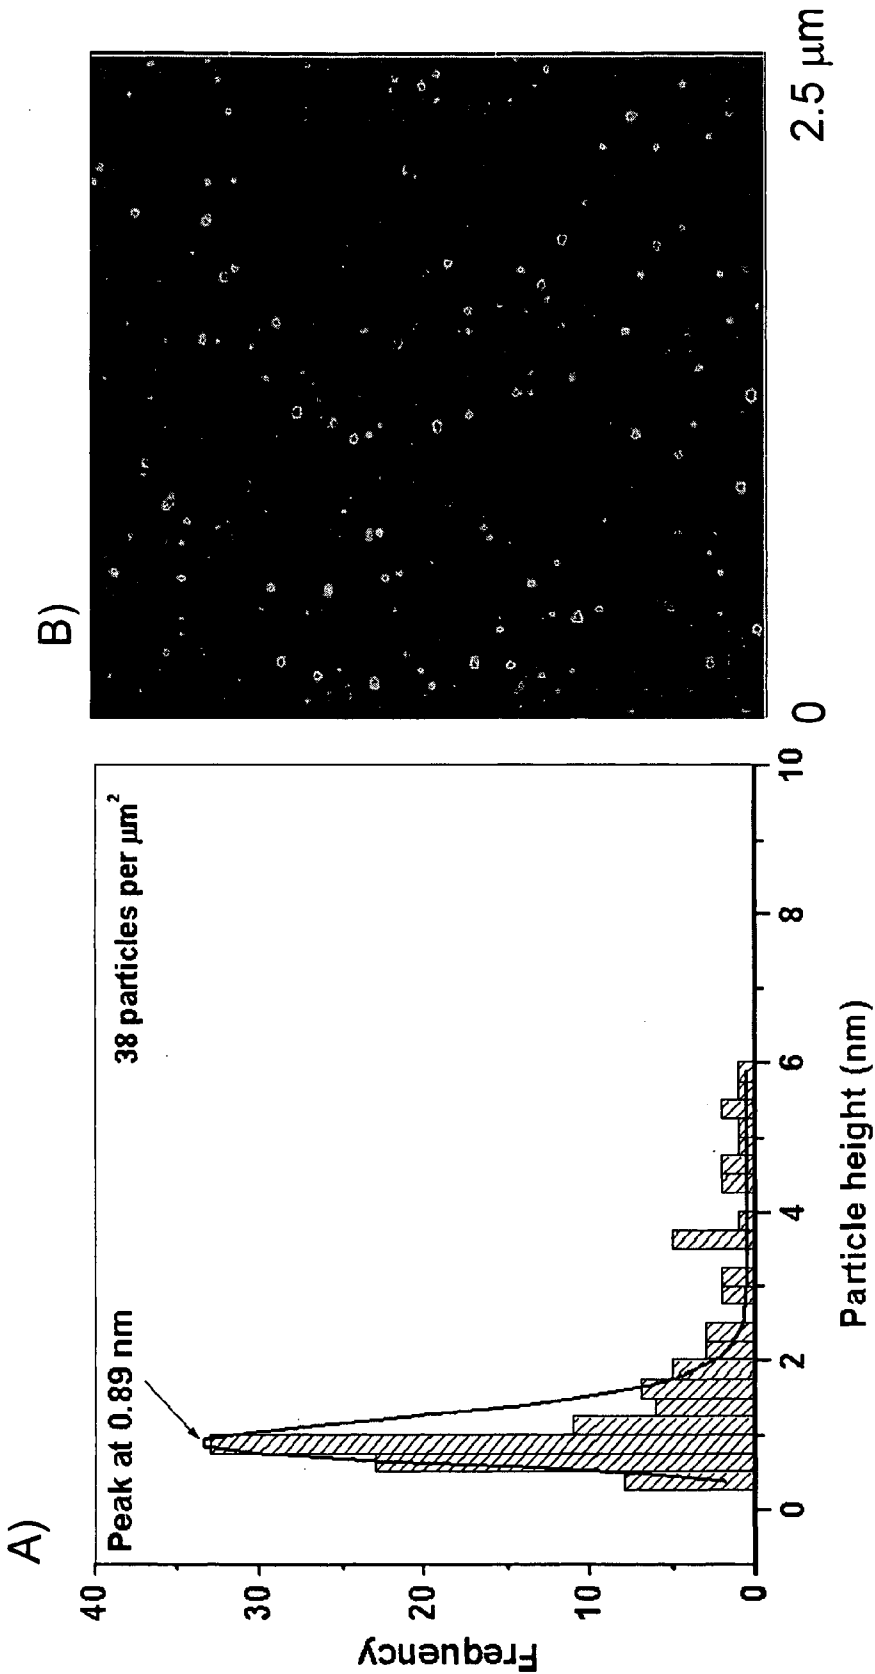 A)
Peak at 0.89 nm
38 particles per μm²
40
30
20
10
0
Frequency
0
2
4
6
8
10
Particle height (nm)
B)
0
2.5 μm